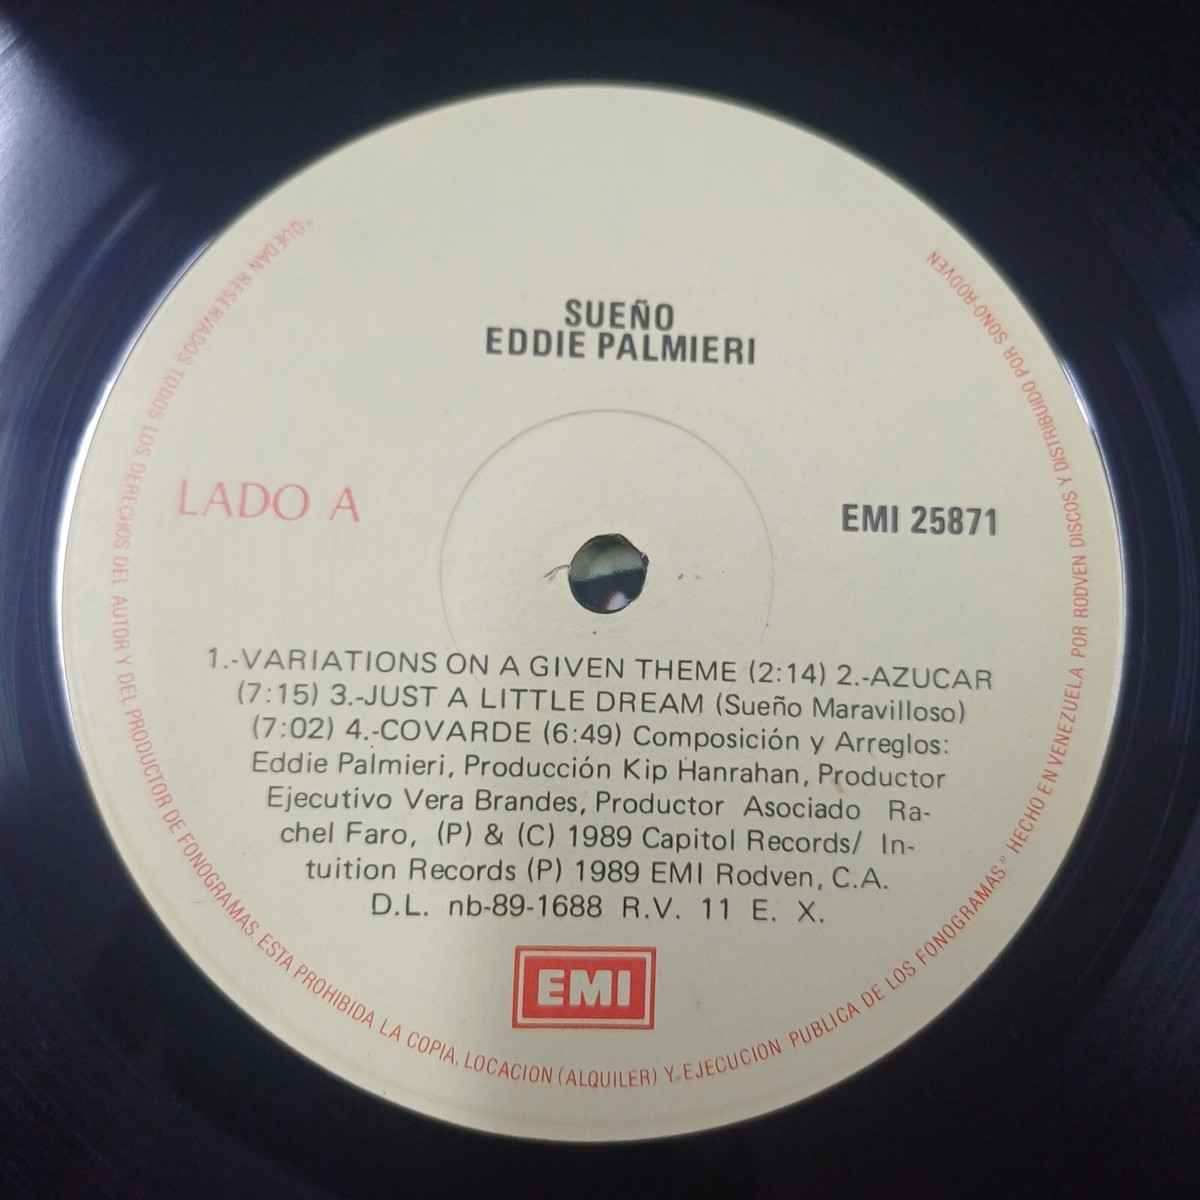 SUEÑO
EDDIE PALMIERI
LADO A
EMI 25871
1.-VARIATIONS ON A GIVEN THEME (2:14) 2.-AZUCAR
(7:15) 3.-JUST A LITTLE DREAM (Sueño Maravilloso)
(7:02) 4.-COVARDE (6:49) Composición y Arreglos:
Eddie Palmieri, Producción Kip Hanrahan, Productor
Ejecutivo Vera Brandes, Productor Asociado Ra-
chel Faro, (P) & (C) 1989 Capitol Records/ In-
tuition Records (P) 1989 EMI Rodven, C.A.
D.L. nb-89-1688 R.V. 11 E. X.
EMI
"QUEDAN RESERVADOS TODOS LOS DERECHOS DEL AUTOR Y DEL PRODUCTOR DE FONOGRAMAS. ESTA PROHIBIDA LA COPIA, LOCACION (ALQUILER) Y EJECUCION PUBLICA DE LOS FONOGRAMAS" HECHO EN VENEZUELA POR RODVEN DISCOS Y DISTRIBUIDO POR SONO-RODVEN